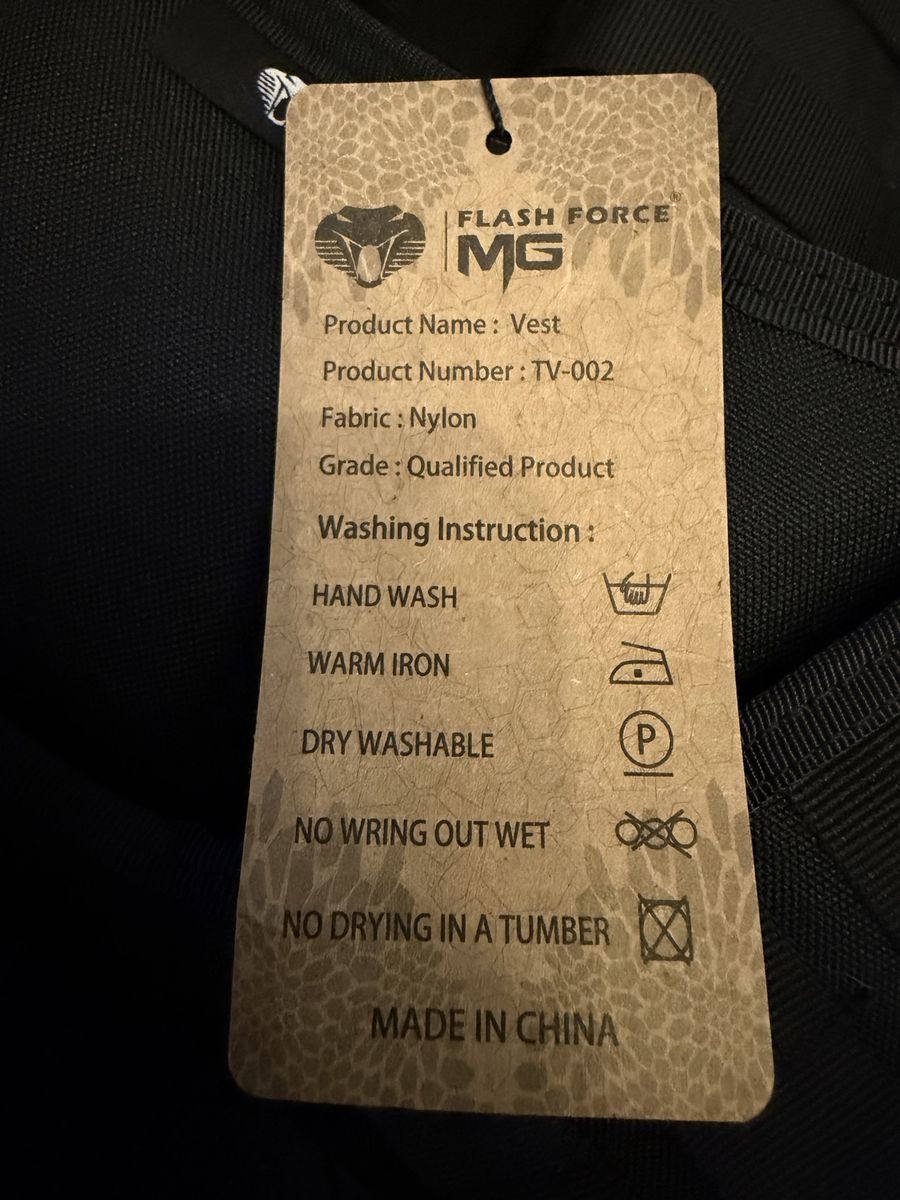 FLASH FORCE®
MG
Product Name : Vest
Product Number : TV-002
Fabric : Nylon
Grade : Qualified Product
Washing Instruction :
HAND WASH
WARM IRON
DRY WASHABLE
P
NO WRING OUT WET
NO DRYING IN A TUMBER
MADE IN CHINA